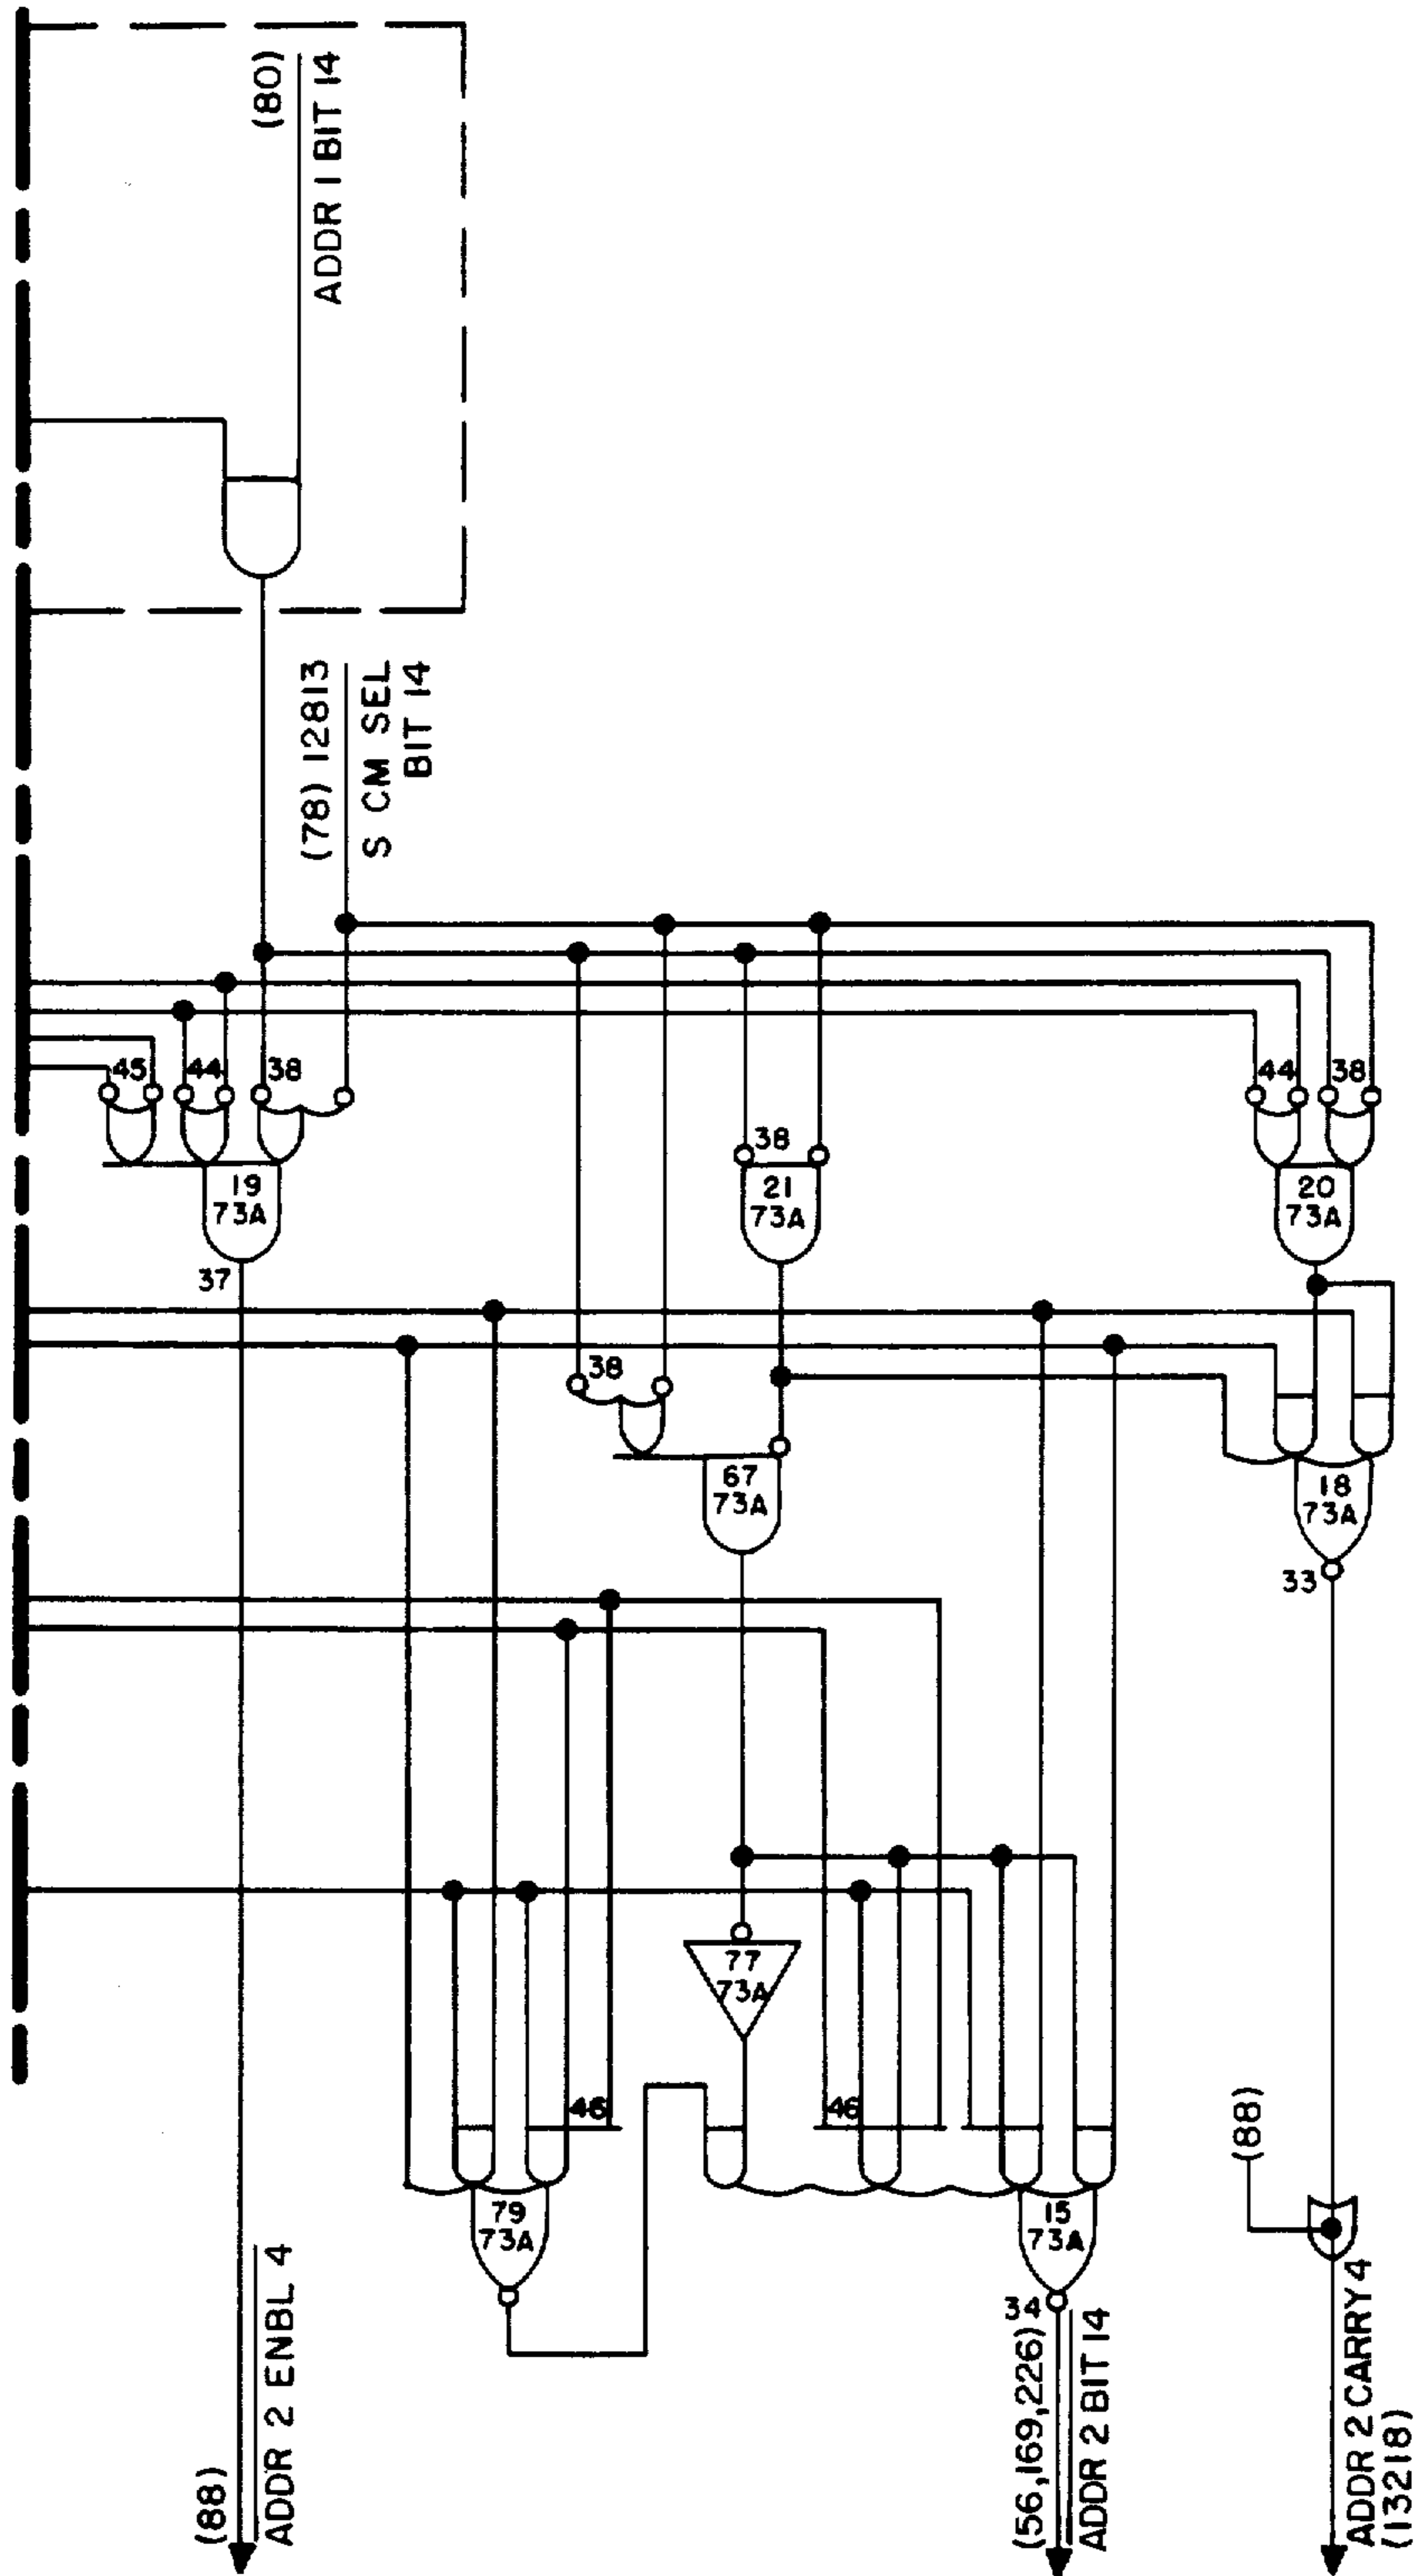 (80)
ADDR 1 BIT 14
(78) 12813
S CM SEL
BIT 14
45
44
38
44
38
38
19
73A
21
73A
20
73A
37
38
67
73A
18
73A
33
77
73A
46
46
79
73A
15
73A
(88)
34
(88)
ADDR 2 ENBL 4
(56,169,226)
ADDR 2 BIT 14
ADDR 2 CARRY 4
(13218)